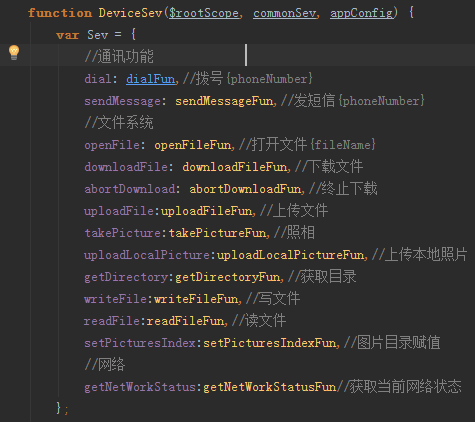 function DeviceSev($rootScope, commonSev, appConfig) {
var Sev = {
//通讯功能
dial: dialFun,//拨号{phoneNumber}
sendMessage: sendMessageFun,//发短信{phoneNumber}
//文件系统
openFile: openFileFun,//打开文件{fileName}
downloadFile: downloadFileFun,//下载文件
abortDownload: abortDownloadFun,//终止下载
uploadFile:uploadFileFun,//上传文件
takePicture:takePictureFun,//照相
uploadLocalPicture:uploadLocalPictureFun,//上传本地照片
getDirectory:getDirectoryFun,//获取目录
writeFile:writeFileFun,//写文件
readFile:readFileFun,//读文件
setPicturesIndex:setPicturesIndexFun,//图片目录赋值
//网络
getNetWorkStatus:getNetWorkStatusFun//获取当前网络状态
};